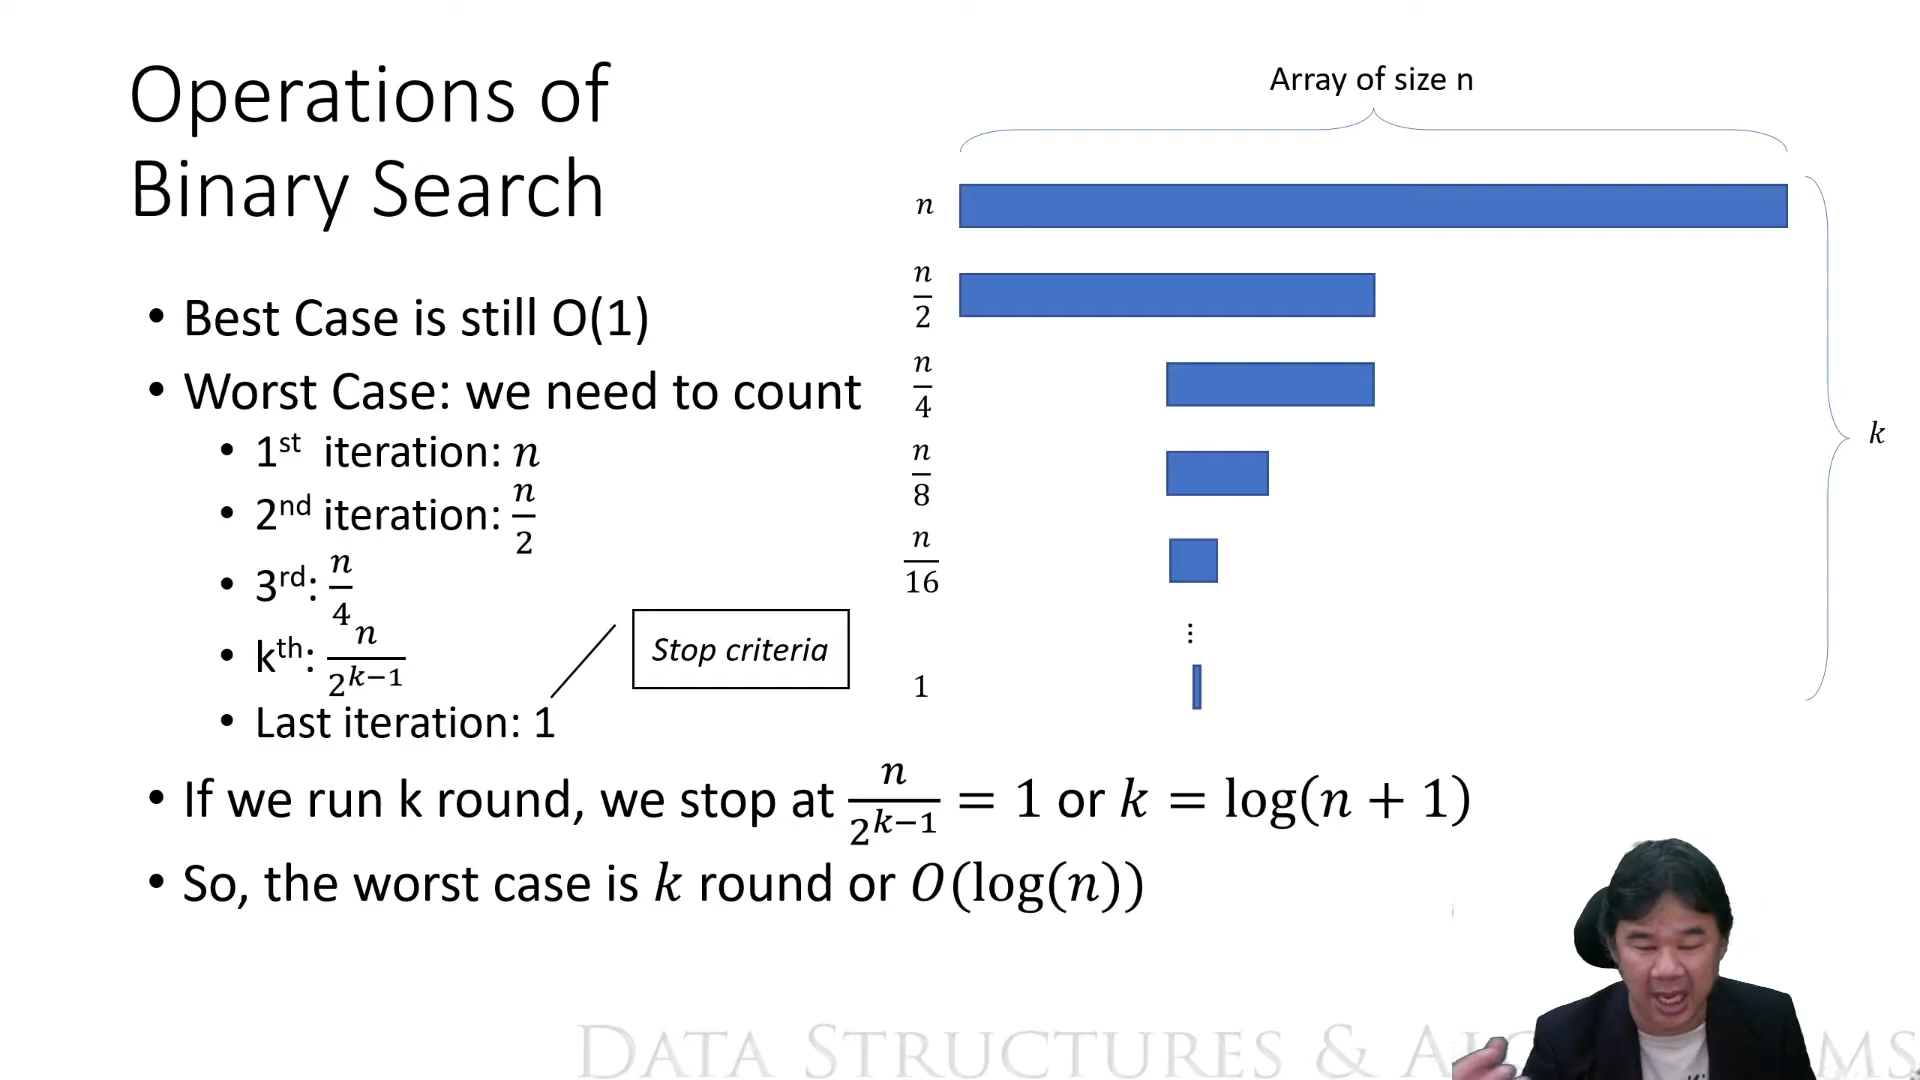 Operations of
Binary Search
• Best Case is still O(1)
• Worst Case: we need to count
• 1st iteration: n
• 2nd iteration: n/2
• 3rd: n/4
• kth: n/2^(k−1)
• Last iteration: 1
Stop criteria
• If we run k round, we stop at n/2^(k−1) = 1 or k = log(n + 1)
• So, the worst case is k round or O(log(n))
Array of size n
n
n/2
n/4
n/8
n/16
⋮
1
k
DATA STRUCTURES & A
MS